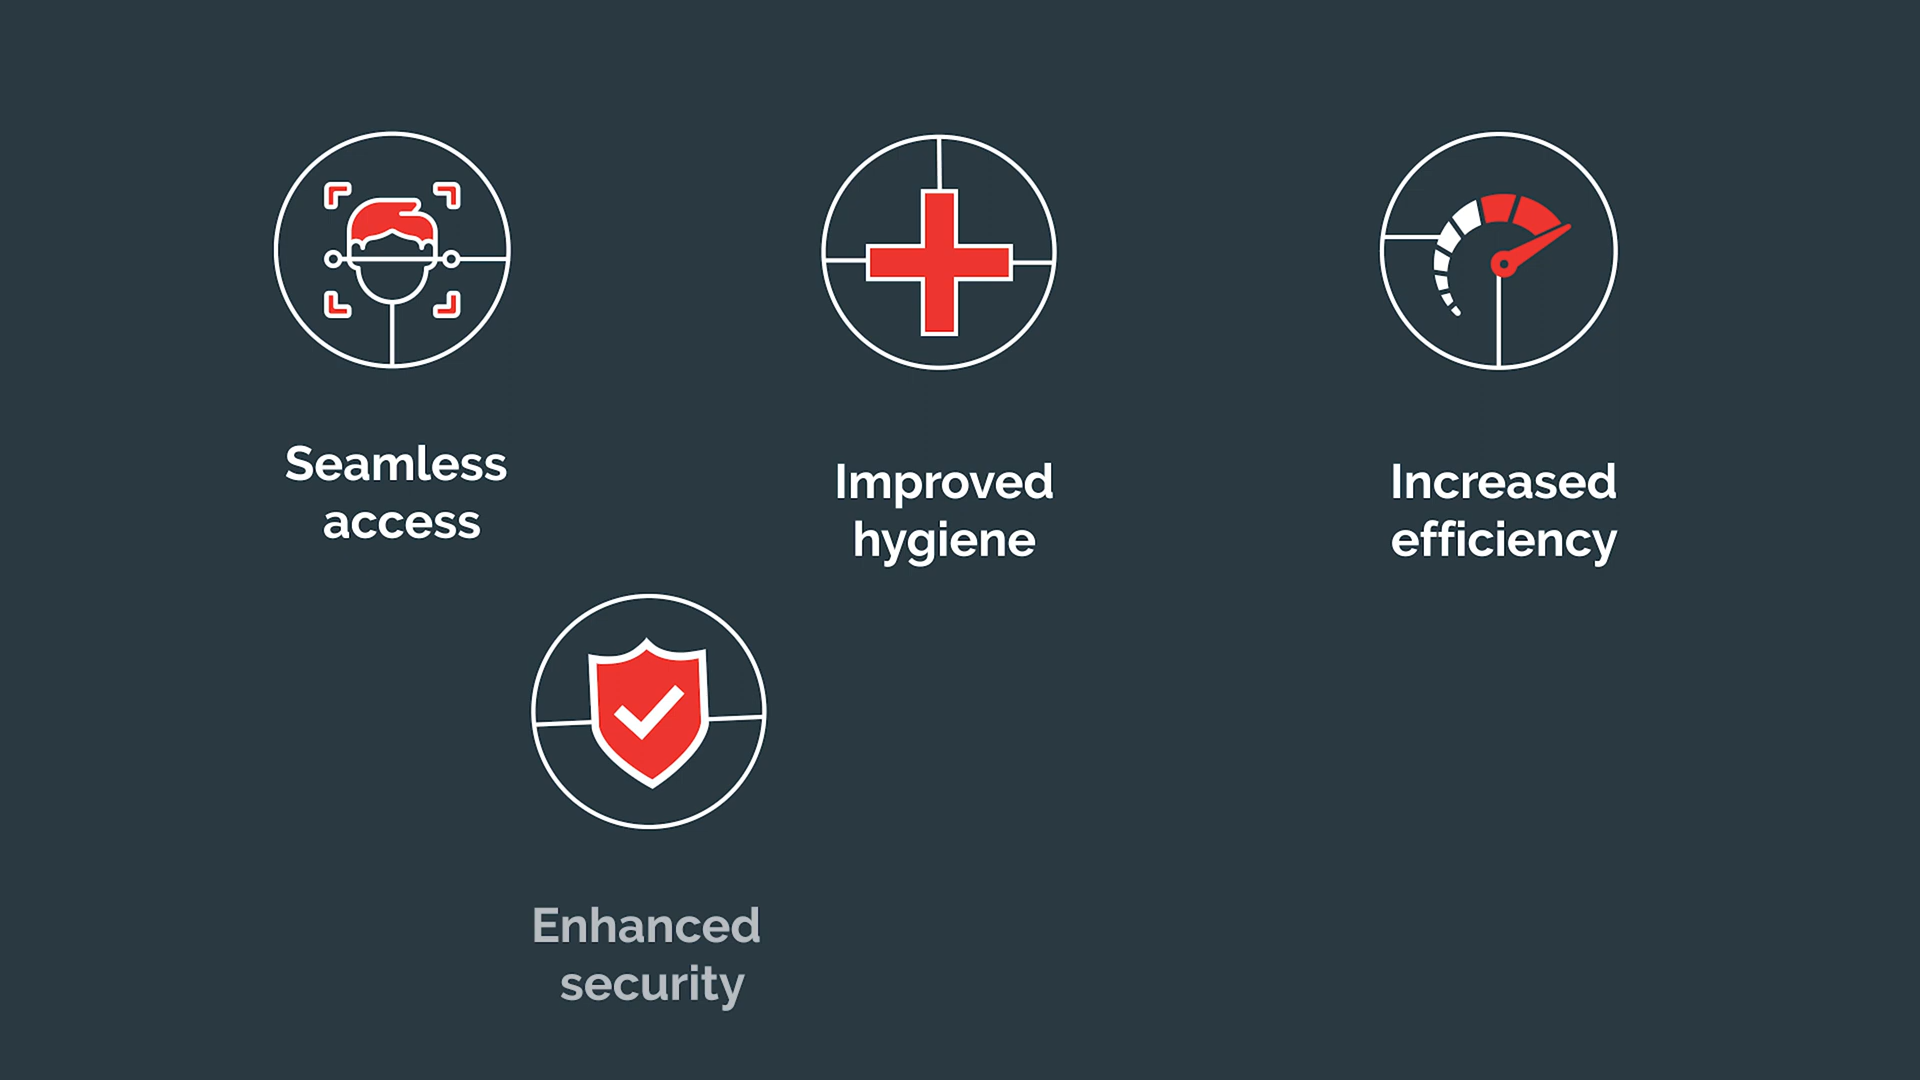 Seamless
access
Improved
hygiene
Increased
efficiency
Enhanced
security